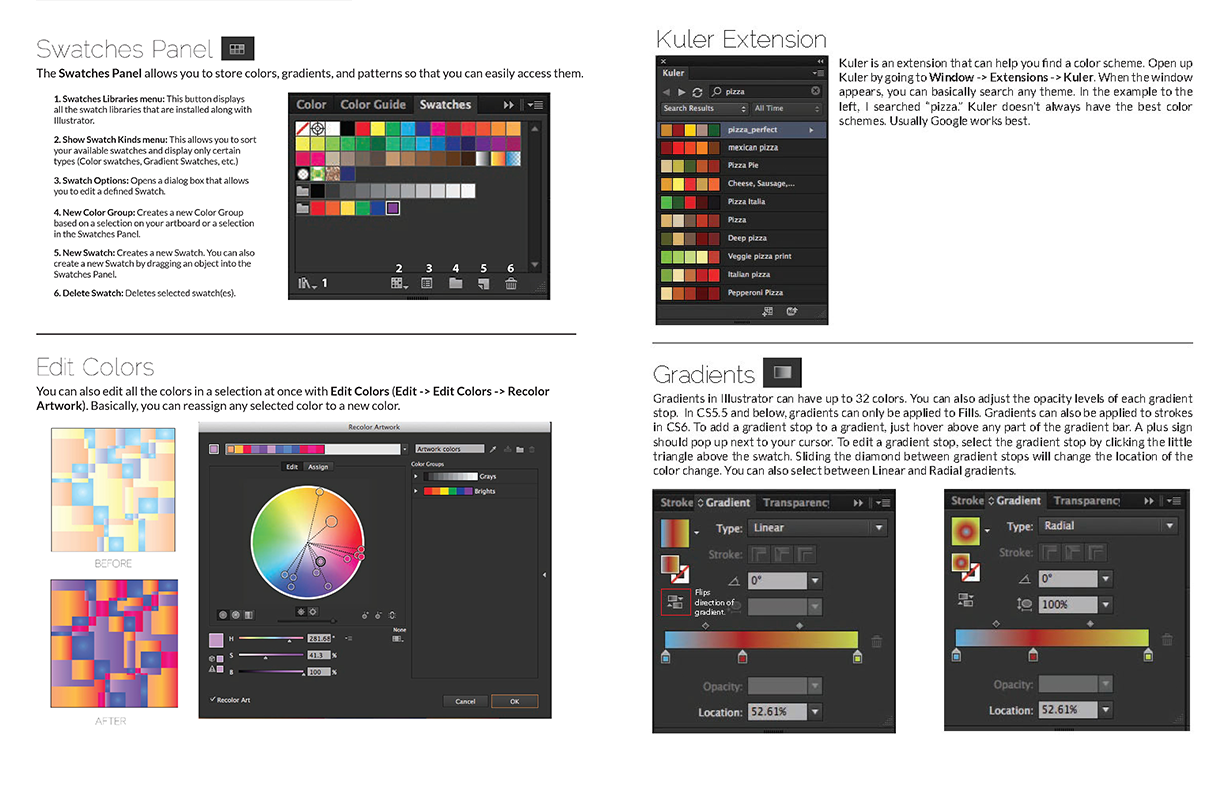 Swatches Panel
The Swatches Panel allows you to store colors, gradients, and patterns so that you can easily access them.
1. Swatches Libraries menu: This button displays
all the swatch libraries that are installed along with
Illustrator.
2. Show Swatch Kinds menu: This allows you to sort
your available swatches and display only certain
types (Color swatches, Gradient Swatches, etc.)
3. Swatch Options: Opens a dialog box that allows
you to edit a defined Swatch.
4. New Color Group: Creates a new Color Group
based on a selection on your artboard or a selection
in the Swatches Panel.
5. New Swatch: Creates a new Swatch. You can also
create a new Swatch by dragging an object into the
Swatches Panel.
6. Delete Swatch: Deletes selected swatch(es).
Color Color Guide Swatches
2 3 4 5 6
1
Edit Colors
You can also edit all the colors in a selection at once with Edit Colors (Edit -> Edit Colors -> Recolor
Artwork). Basically, you can reassign any selected color to a new color.
BEFORE
AFTER
Recolor Artwork
Artwork colors
Edit Assign
Color Groups
Grays
Brights
None
H 281.68 °
S 41.3 %
B 100 %
Recolor Art
Cancel OK
Kuler Extension
Kuler
pizza
Search Results All Time
pizza_perfect
mexican pizza
Pizza Pie
Cheese, Sausage,...
Pizza Italia
Pizza
Deep pizza
Veggie pizza print
Italian pizza
Pepperoni Pizza
Kuler is an extension that can help you find a color scheme. Open up
Kuler by going to Window -> Extensions -> Kuler. When the window
appears, you can basically search any theme. In the example to the
left, I searched “pizza.” Kuler doesn't always have the best color
schemes. Usually Google works best.
Gradients
Gradients in Illustrator can have up to 32 colors. You can also adjust the opacity levels of each gradient
stop. In CS5.5 and below, gradients can only be applied to Fills. Gradients can also be applied to strokes
in CS6. To add a gradient stop to a gradient, just hover above any part of the gradient bar. A plus sign
should pop up next to your cursor. To edit a gradient stop, select the gradient stop by clicking the little
triangle above the swatch. Sliding the diamond between gradient stops will change the location of the
color change. You can also select between Linear and Radial gradients.
Stroke Gradient Transparenc
Type: Linear
Stroke:
0°
Flips
direction of
gradient.
Opacity:
Location: 52.61%
Stroke Gradient Transparenc
Type: Radial
Stroke:
0°
100%
Opacity:
Location: 52.61%